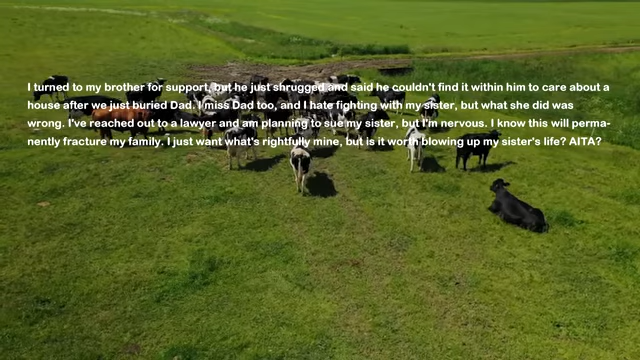 I turned to my brother for support, but he just shrugged and said he couldn't find it within him to care about a
house after we just buried Dad. I miss Dad too, and I hate fighting with my sister, but what she did was
wrong. I've reached out to a lawyer and am planning to sue my sister, but I'm nervous. I know this will perma-
nently fracture my family. I just want what's rightfully mine, but is it worth blowing up my sister's life? AITA?